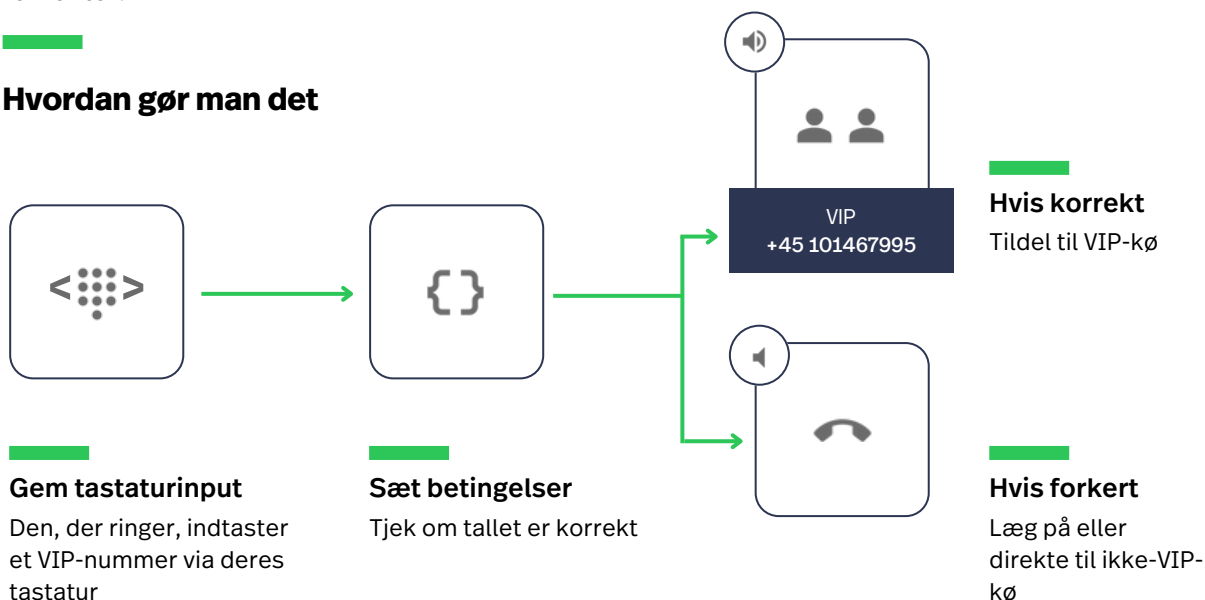 Hvordan gør man det
VIP
+45 101467995
Hvis korrekt
Tildel til VIP-kø
Gem tastaturinput
Den, der ringer, indtaster
et VIP-nummer via deres
tastatur
Sæt betingelser
Tjek om tallet er korrekt
Hvis forkert
Læg på eller
direkte til ikke-VIP-
kø